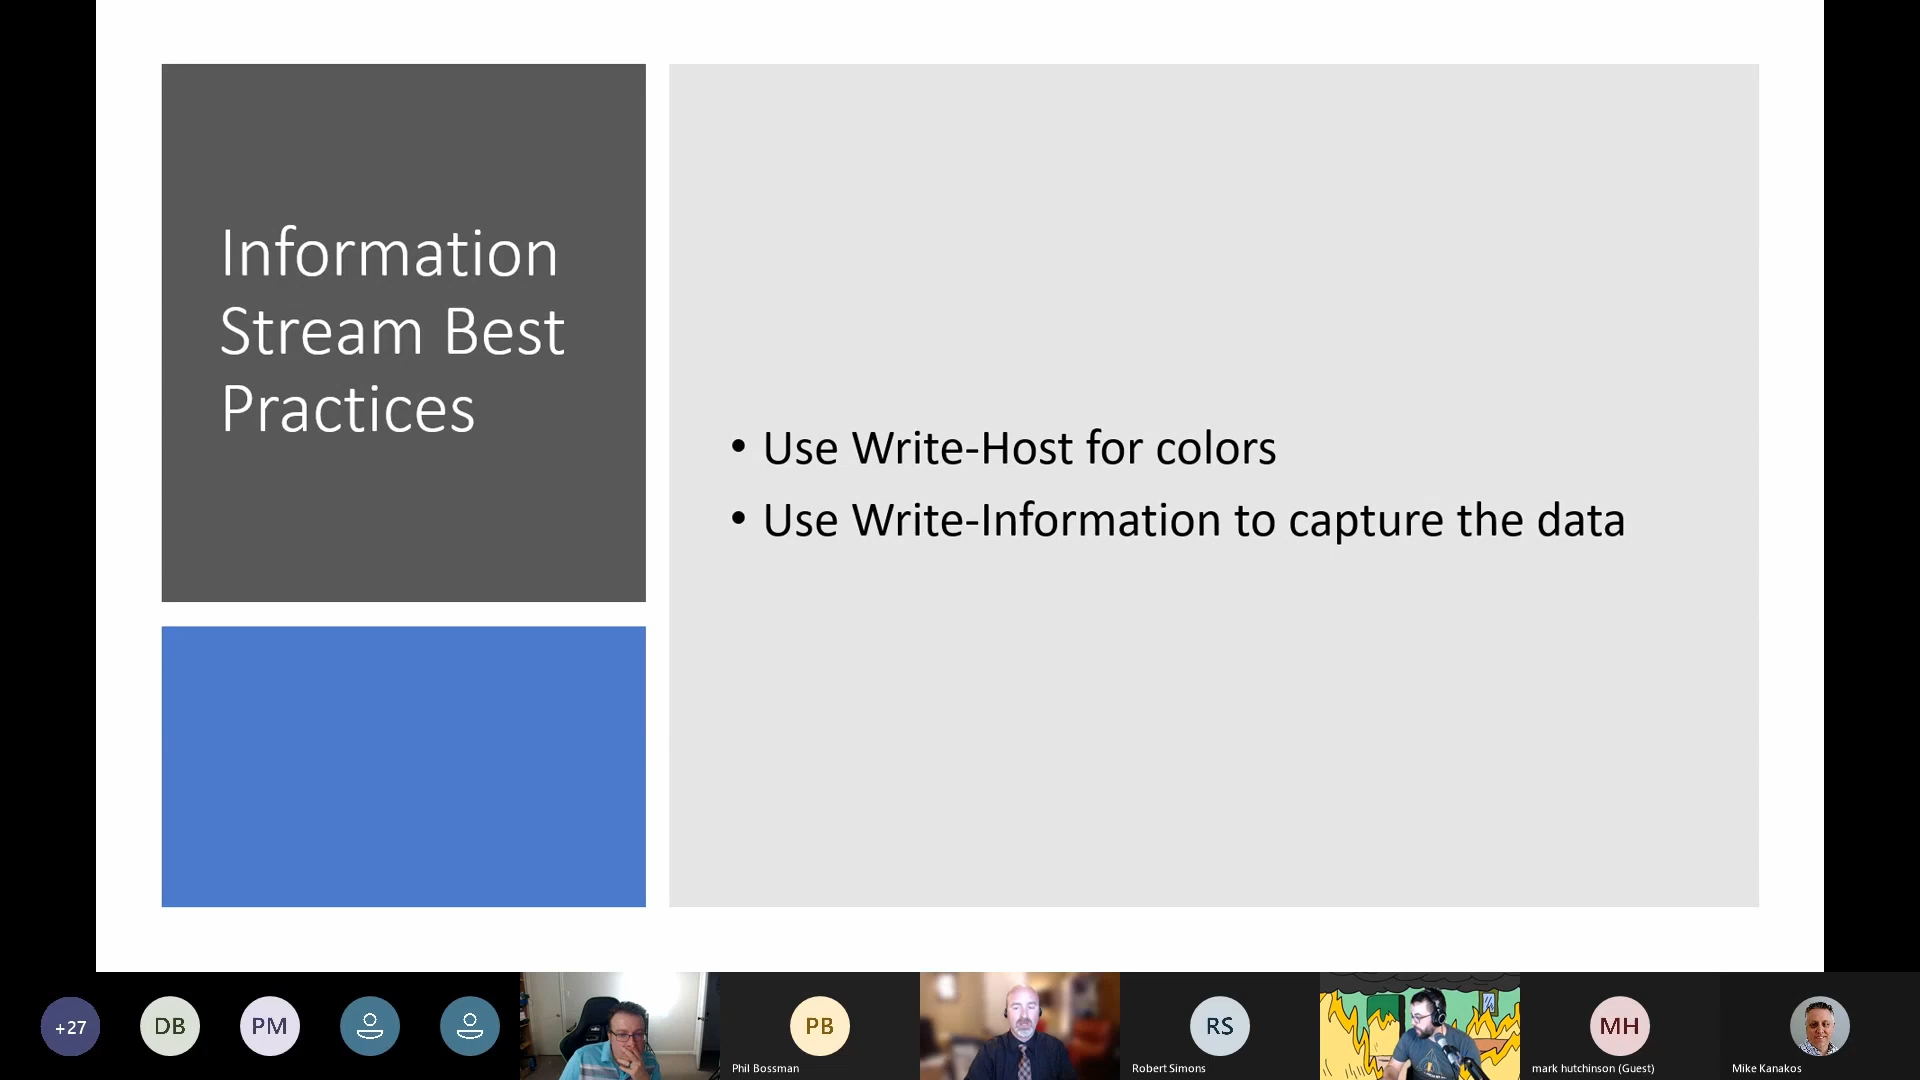 Information
Stream Best
Practices
• Use Write-Host for colors
• Use Write-Information to capture the data
+27
DB
PM
PB
Phil Bossman
RS
Robert Simons
MH
mark hutchinson (Guest)
Mike Kanakos